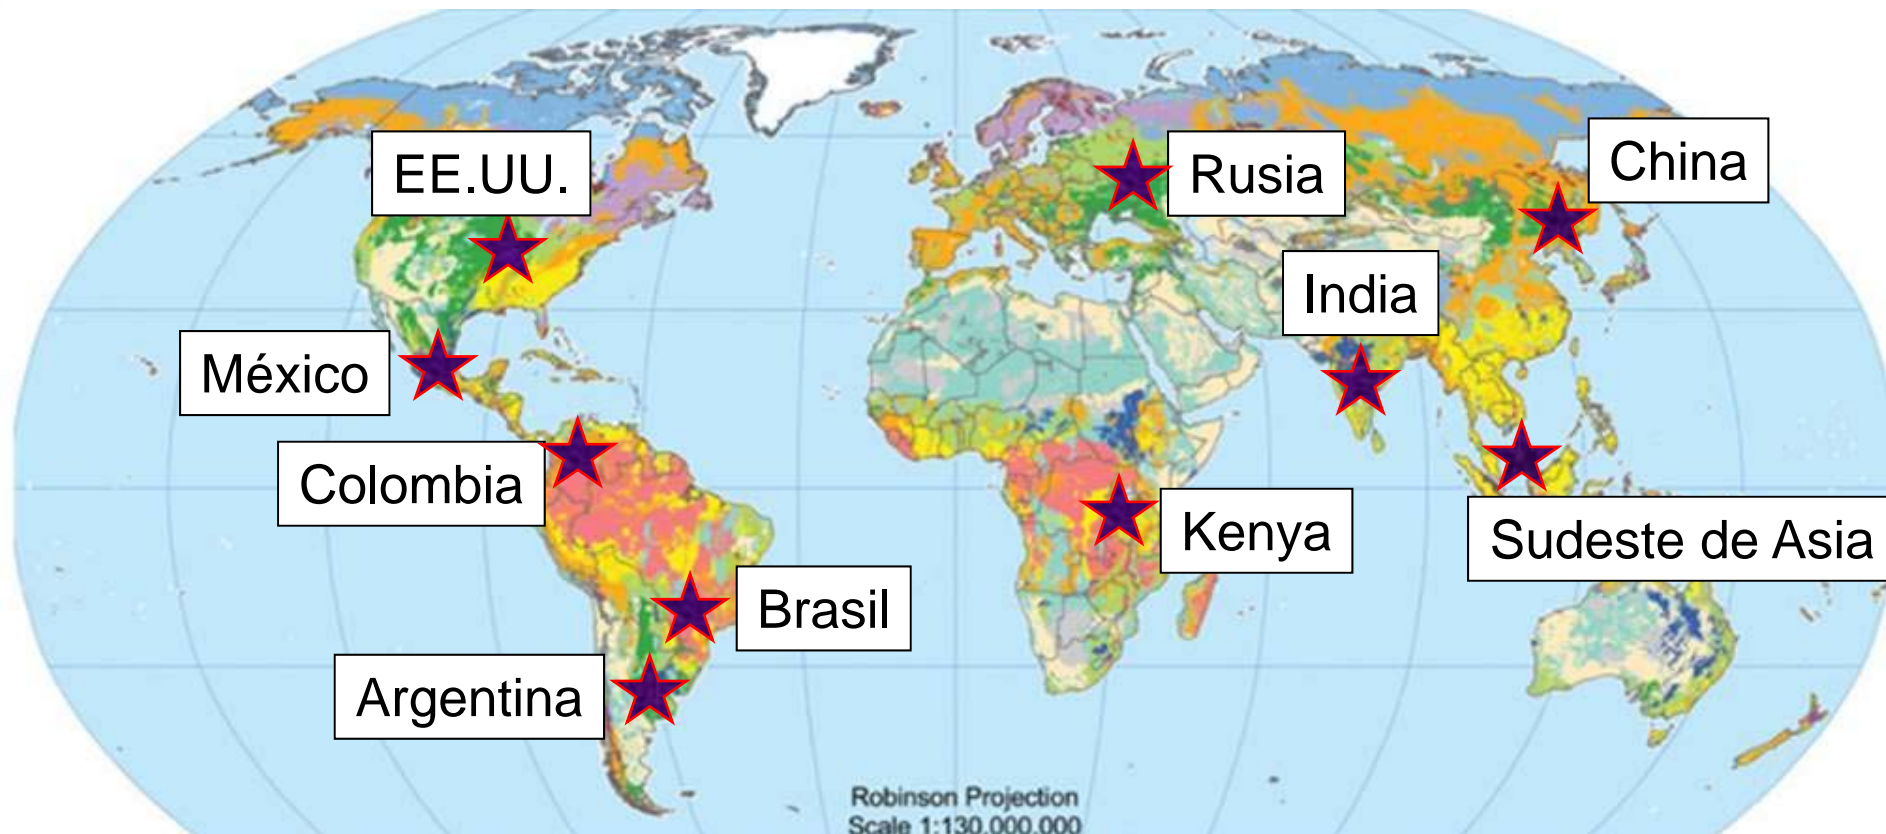 EE.UU.
Rusia
China
India
México
Colombia
Kenya
Sudeste de Asia
Brasil
Argentina
Robinson Projection
Scale 1:130,000,000